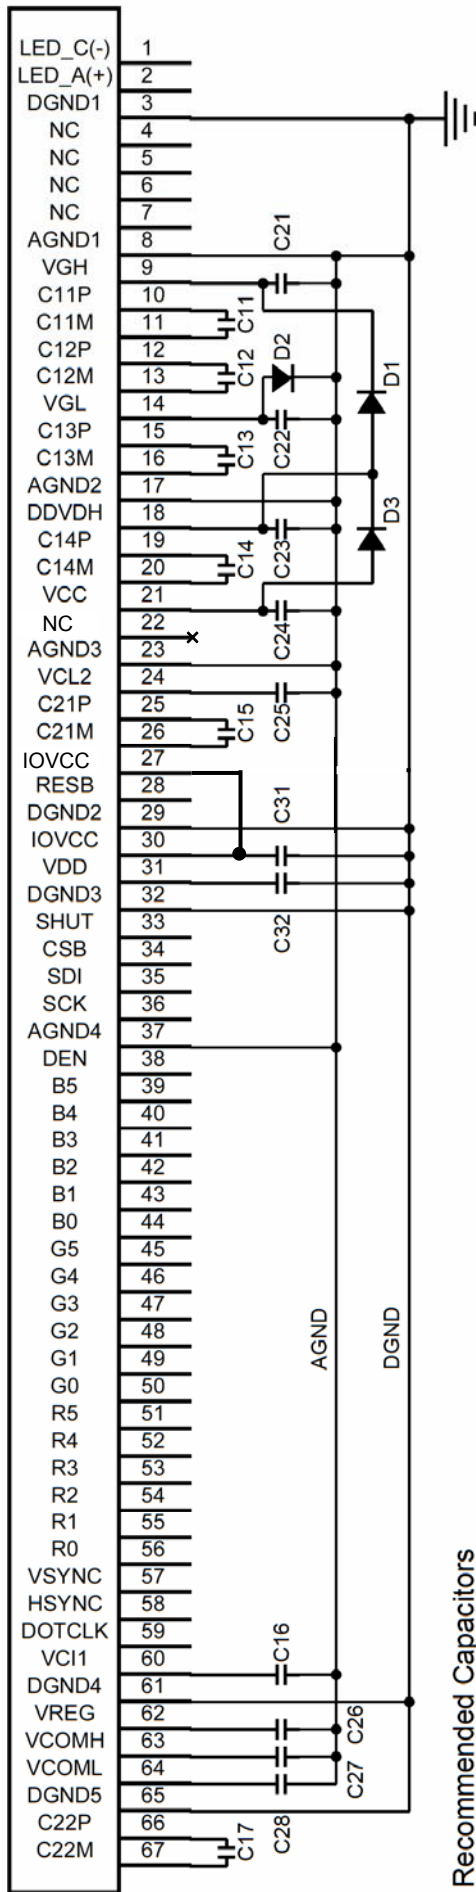 LED_C(-) 1
LED_A(+) 2
DGND1 3
NC 4
NC 5
NC 6
NC 7
AGND1 8
VGH 9
C11P 10
C11M 11
C12P 12
C12M 13
VGL 14
C13P 15
C13M 16
AGND2 17
DDVDH 18
C14P 19
C14M 20
VCC 21
NC 22
AGND3 23
VCL2 24
C21P 25
C21M 26
IOVCC 27
RESB 28
DGND2 29
IOVCC 30
VDD 31
DGND3 32
SHUT 33
CSB 34
SDI 35
SCK 36
AGND4 37
DEN 38
B5 39
B4 40
B3 41
B2 42
B1 43
B0 44
G5 45
G4 46
G3 47
G2 48
G1 49
G0 50
R5 51
R4 52
R3 53
R2 54
R1 55
R0 56
VSYNC 57
HSYNC 58
DOTCLK 59
VCI1 60
DGND4 61
VREG 62
VCOMH 63
VCOML 64
DGND5 65
C22P 66
C22M 67
C21
C11
C12
D2
D1
C13
C22
C14
C23
D3
C24
C15
C25
C31
C32
AGND
DGND
C16
C26
C27
C28
C17
Recommended Capacitors